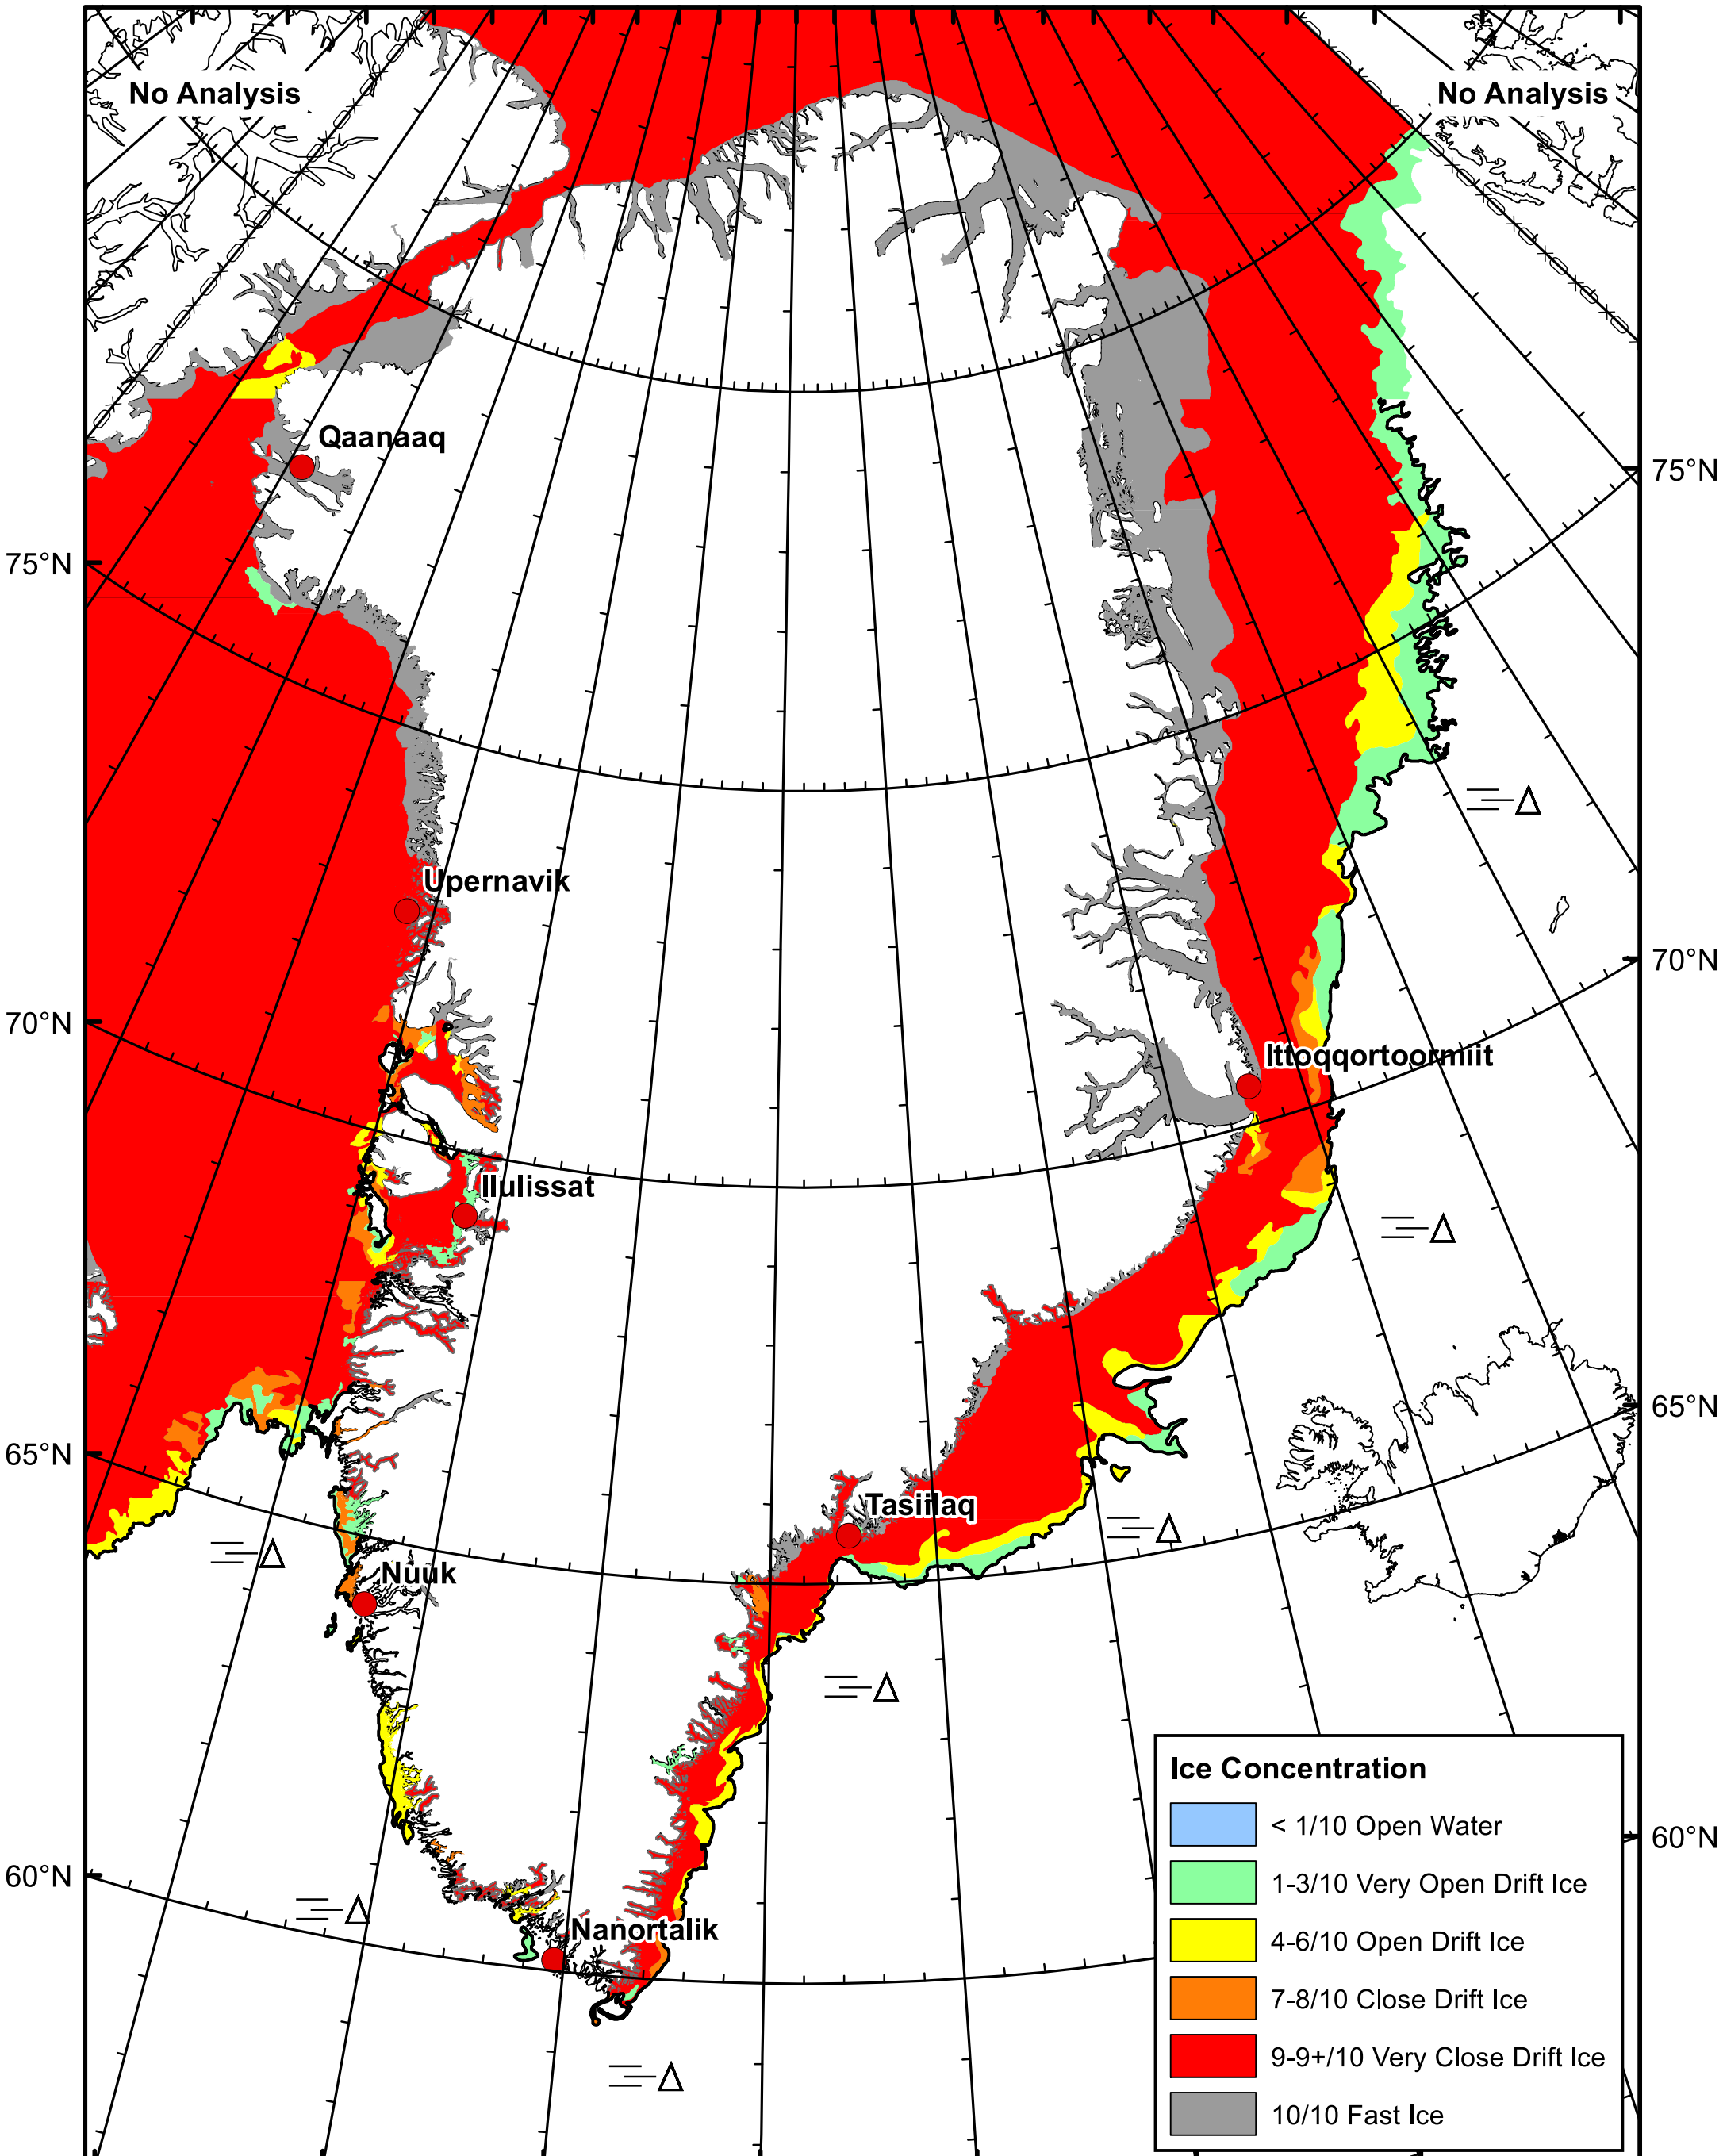 No Analysis
No Analysis
Qaanaaq
75°N
75°N
Upernavik
70°N
70°N
Ittoqqortoormiit
Ilulissat
65°N
65°N
Tasiilaq
Nuuk
60°N
60°N
Nanortalik
Ice Concentration
< 1/10 Open Water
1-3/10 Very Open Drift Ice
4-6/10 Open Drift Ice
7-8/10 Close Drift Ice
9-9+/10 Very Close Drift Ice
10/10 Fast Ice